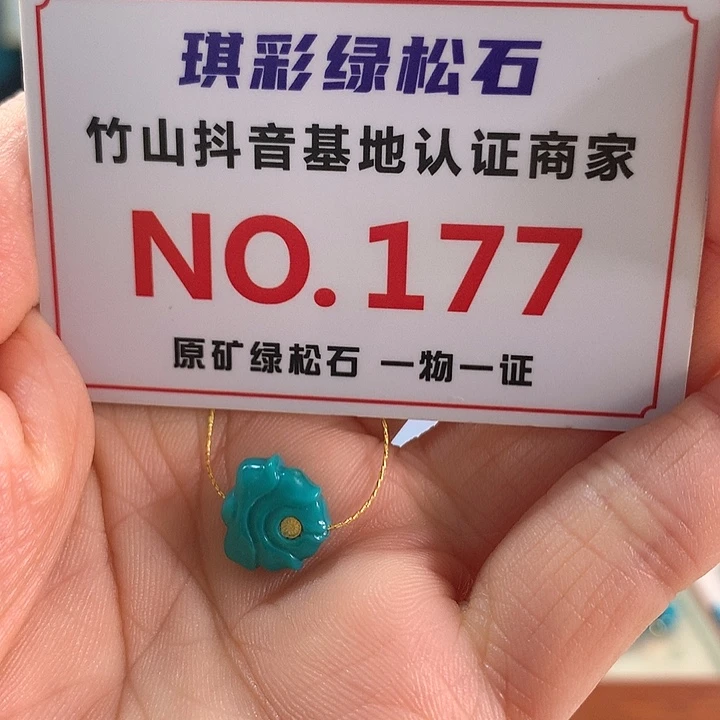 琪彩绿松石
竹山抖音基地认证商家
NO.177
原矿绿松石 一物一证